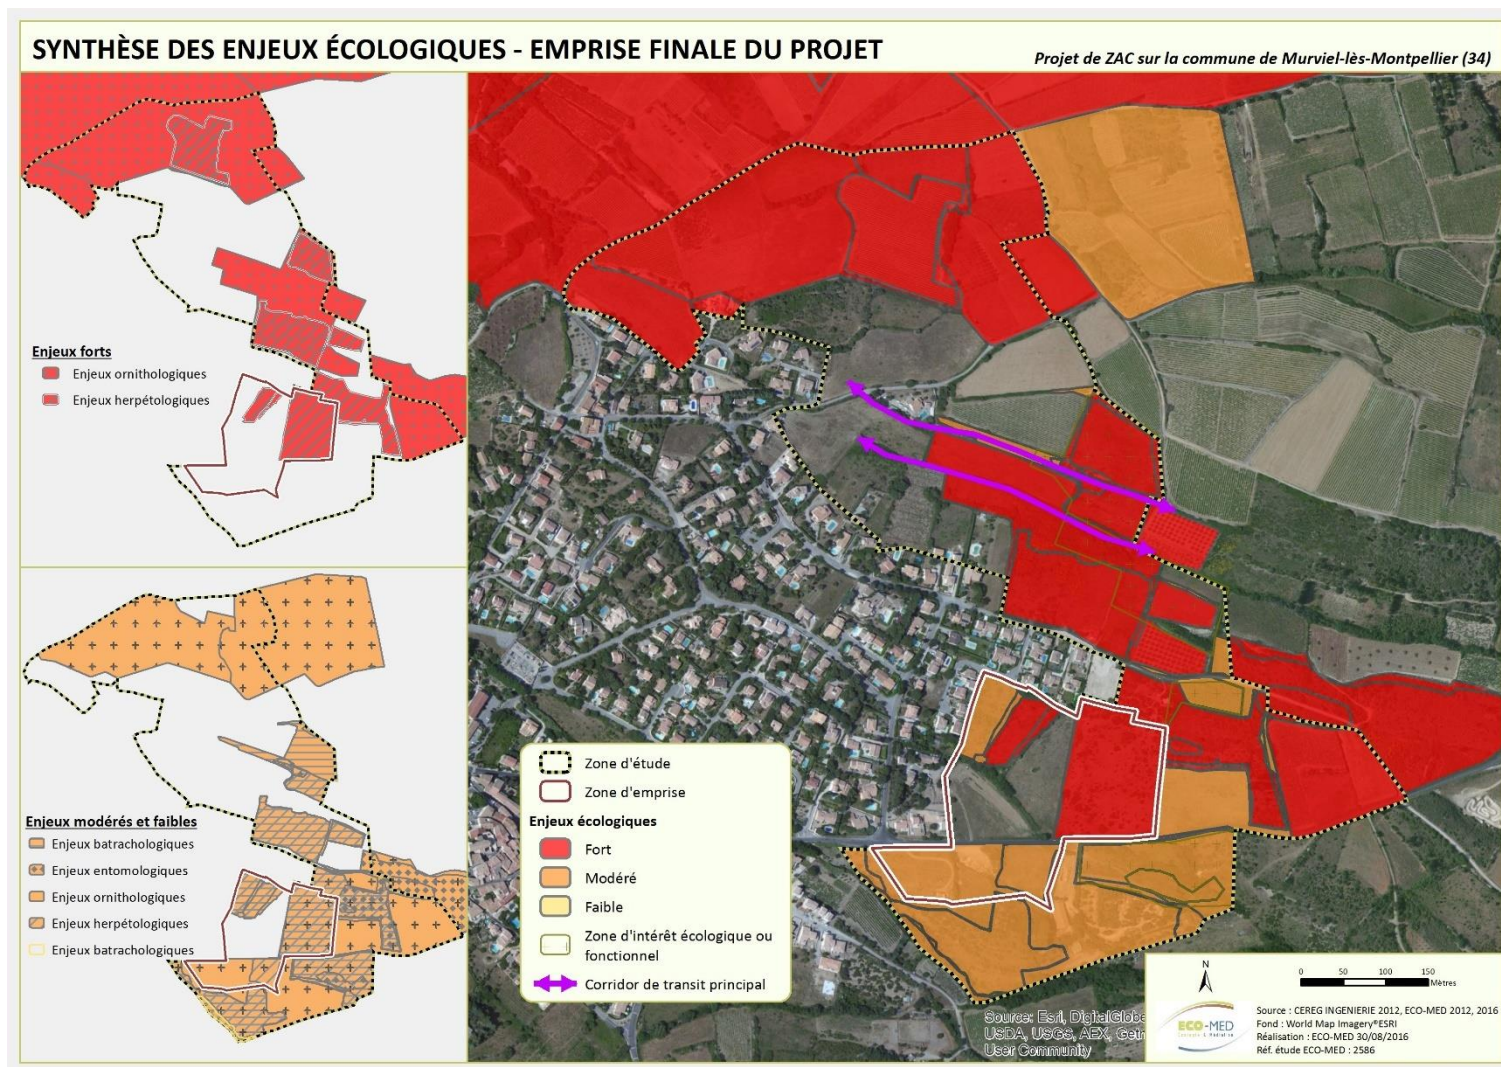 SYNTHÈSE DES ENJEUX ÉCOLOGIQUES - EMPRISE FINALE DU PROJET
Projet de ZAC sur la commune de Murviel-lès-Montpellier (34)
Enjeux forts
Enjeux ornithologiques
Enjeux herpétologiques
Enjeux modérés et faibles
Enjeux batrachologiques
Enjeux entomologiques
Enjeux ornithologiques
Enjeux herpétologiques
Enjeux batrachologiques
Zone d'étude
Zone d'emprise
Enjeux écologiques
Fort
Modéré
Faible
Zone d'intérêt écologique ou
fonctionnel
Corridor de transit principal
Source: Esri, DigitalGlobe
USDA, USGS, AEX,
User Community
N
0 50 100 150
Mètres
ECO-MED
Source : CEREG INGENIERIE 2012, ECO-MED 2012, 2016
Fond : World Map Imagery®ESRI
Réalisation : ECO-MED 30/08/2016
Réf. étude ECO-MED : 2586